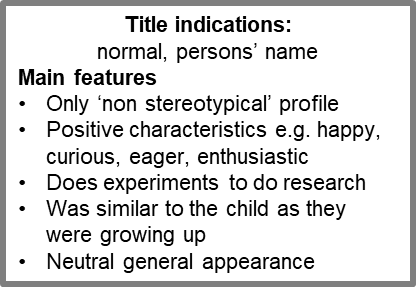 Title indications:
normal, persons’ name
Main features
• Only ‘non stereotypical’ profile
• Positive characteristics e.g. happy,
curious, eager, enthusiastic
• Does experiments to do research
• Was similar to the child as they
were growing up
• Neutral general appearance